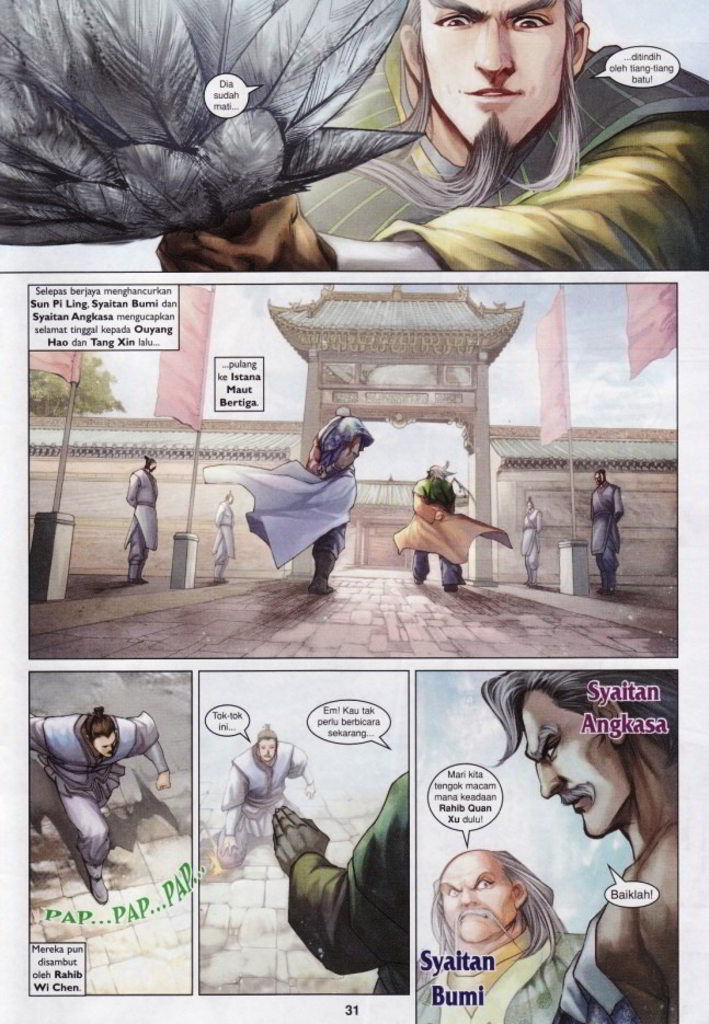 Dia
sudah
mati...
...ditindih
oleh tiang-tiang
batu!
Selepas berjaya menghancurkan
Sun Pi Ling, Syaitan Bumi dan
Syaitan Angkasa mengucapkan
selamat tinggal kepada Ouyang
Hao dan Tang Xin lalu...
...pulang
ke Istana
Maut
Bertiga.
PAP...PAP...PAP...
Mereka pun
disambut
oleh Rahib
Wi Chen.
Tok-tok
ini...
Em! Kau tak
perlu berbicara
sekarang...
Syaitan
Angkasa
Mari kita
tengok macam
mana keadaan
Rahib Quan
Xu dulu!
Baiklah!
Syaitan
Bumi
31